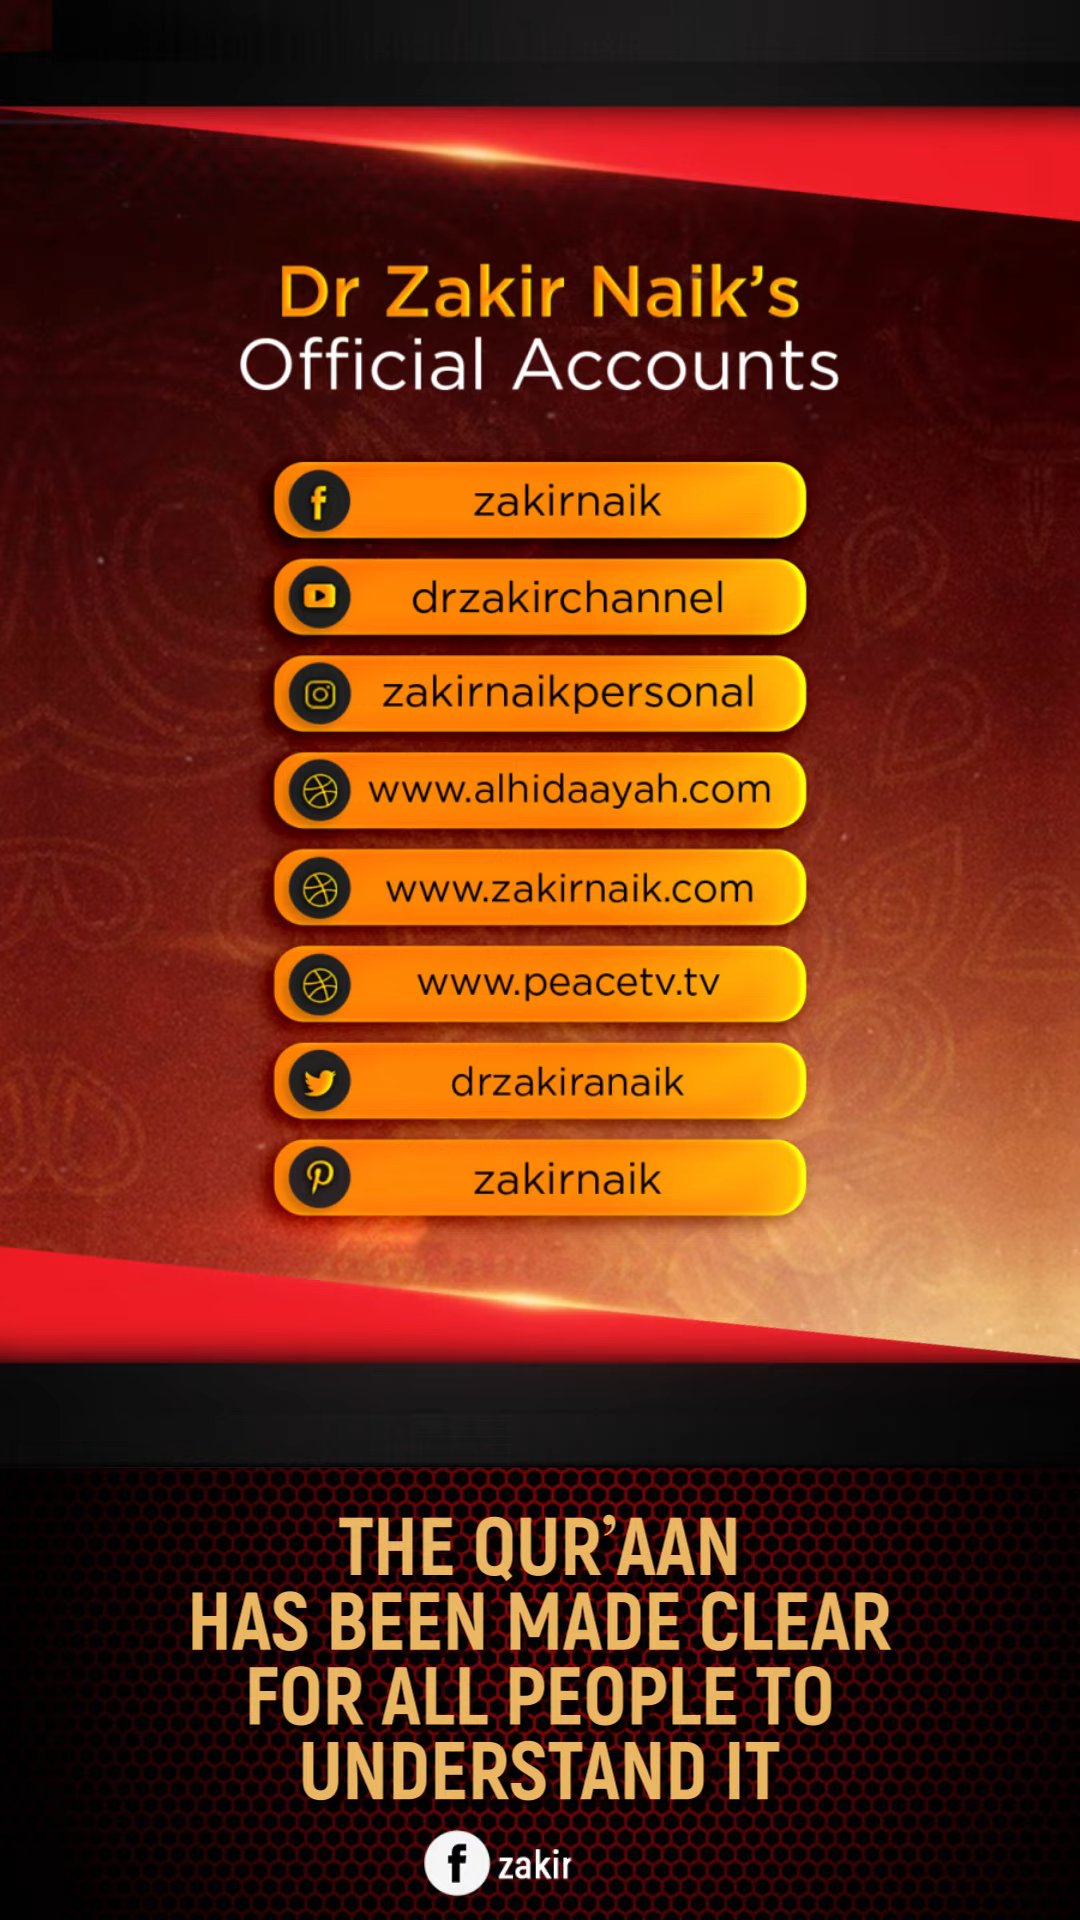 Dr Zakir Naik's
Official Accounts
zakirnaik
drzakirchannel
zakirnaikpersonal
www.alhidaayah.com
www.zakirnaik.com
www.peacetv.tv
drzakiranaik
zakirnaik
THE QUR’AAN
HAS BEEN MADE CLEAR
FOR ALL PEOPLE TO
UNDERSTAND IT
zakir